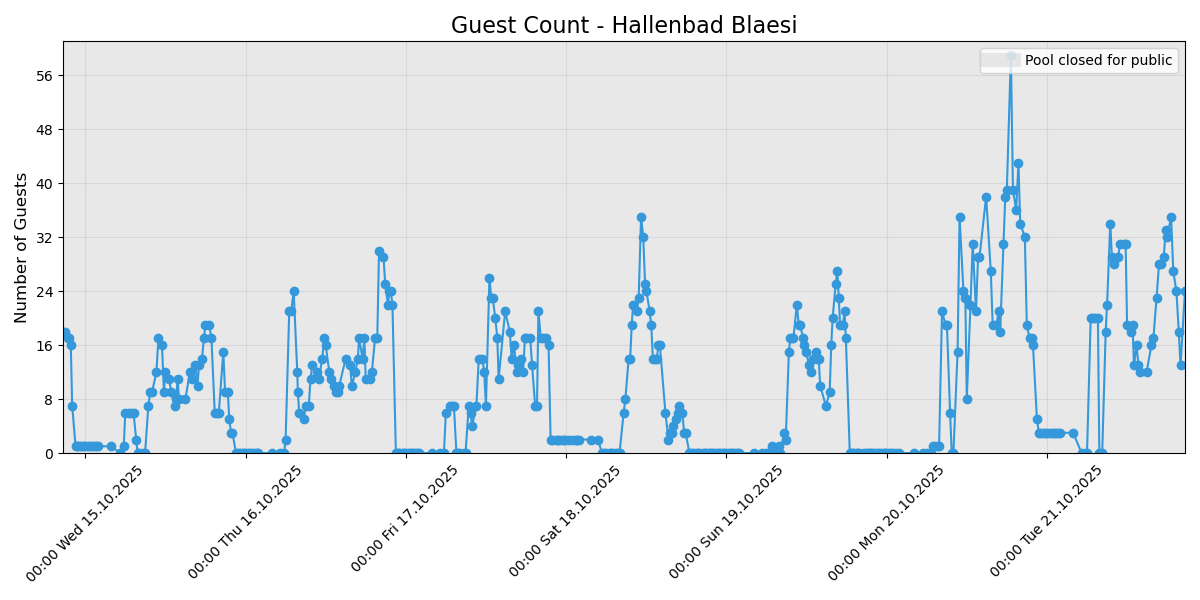 Guest Count - Hallenbad Blaesi
Pool closed for public
Number of Guests
56
48
40
32
24
16
8
0
00:00 Wed 15.10.2025
00:00 Thu 16.10.2025
00:00 Fri 17.10.2025
00:00 Sat 18.10.2025
00:00 Sun 19.10.2025
00:00 Mon 20.10.2025
00:00 Tue 21.10.2025